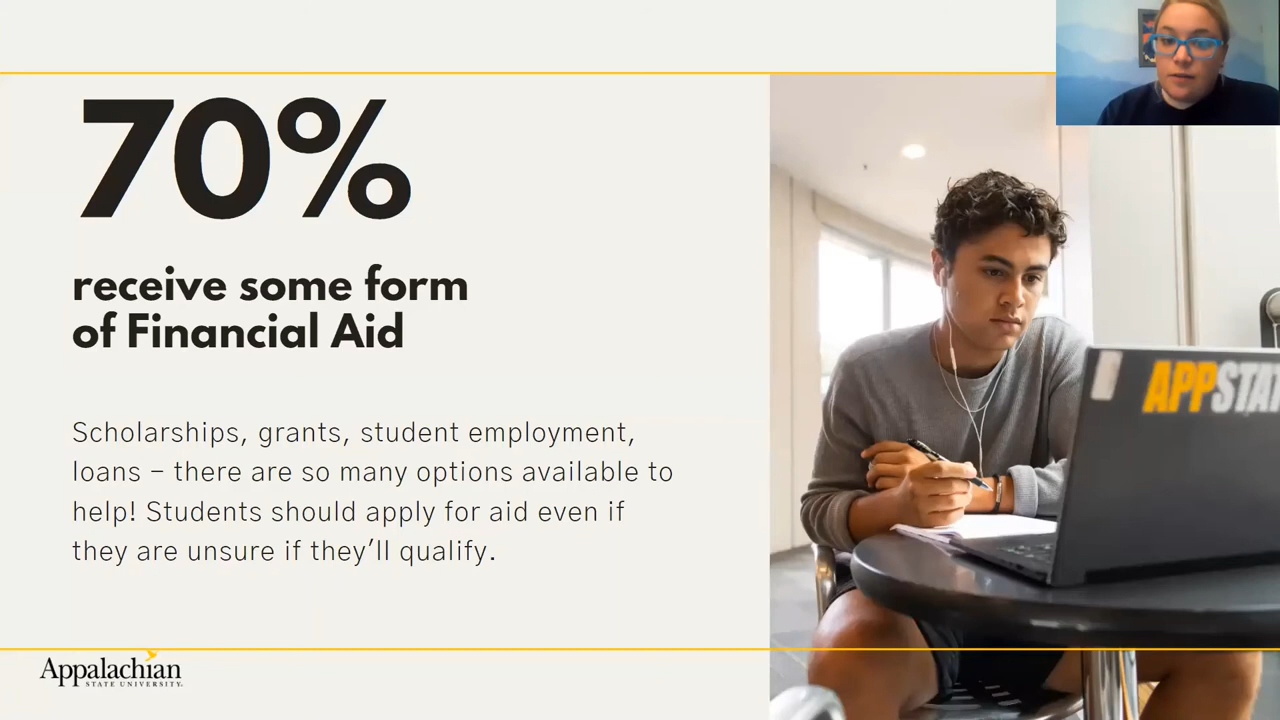 70%
receive some form
of Financial Aid
Scholarships, grants, student employment,
loans – there are so many options available to
help! Students should apply for aid even if
they are unsure if they’ll qualify.
APPSTAT
Appalachian
STATE UNIVERSITY.